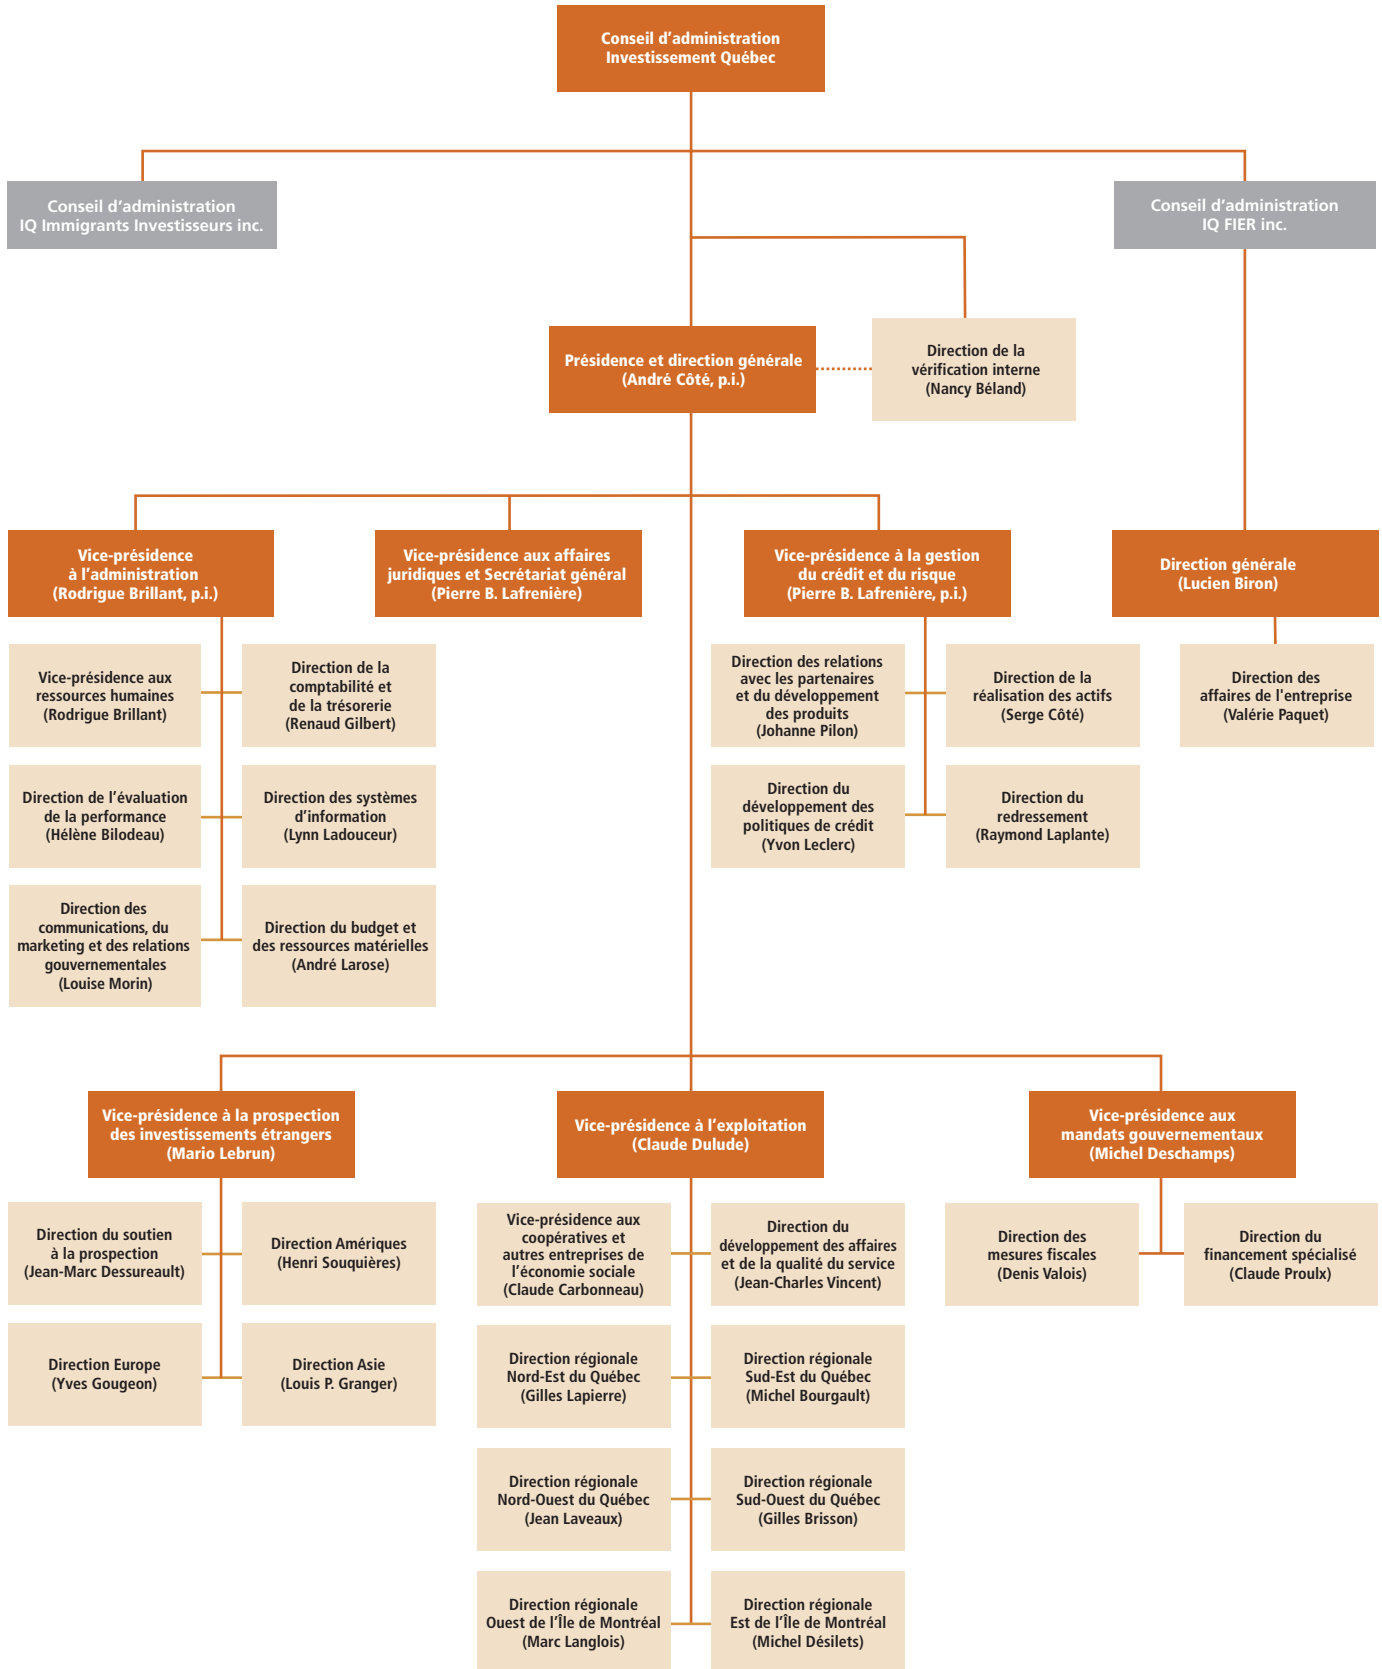 Conseil d’administration
Investissement Québec
Conseil d’administration
IQ Immigrants Investisseurs inc.
Conseil d’administration
IQ FIER inc.
Présidence et direction générale
(André Côté, p.i.)
Direction de la
vérification interne
(Nancy Béland)
Vice-présidence
à l’administration
(Rodrigue Brillant, p.i.)
Vice-présidence aux affaires
juridiques et Secrétariat général
(Pierre B. Lafrenière)
Vice-présidence à la gestion
du crédit et du risque
(Pierre B. Lafrenière, p.i.)
Direction générale
(Lucien Biron)
Vice-présidence aux
ressources humaines
(Rodrigue Brillant)
Direction de la
comptabilité et
de la trésorerie
(Renaud Gilbert)
Direction des relations
avec les partenaires
et du développement
des produits
(Johanne Pilon)
Direction de la
réalisation des actifs
(Serge Côté)
Direction des
affaires de l'entreprise
(Valérie Paquet)
Direction de l’évaluation
de la performance
(Hélène Bilodeau)
Direction des systèmes
d’information
(Lynn Ladouceur)
Direction du
développement des
politiques de crédit
(Yvon Leclerc)
Direction du
redressement
(Raymond Laplante)
Direction des
communications, du
marketing et des relations
gouvernementales
(Louise Morin)
Direction du budget et
des ressources matérielles
(André Larose)
Vice-présidence à la prospection
des investissements étrangers
(Mario Lebrun)
Vice-présidence à l’exploitation
(Claude Dulude)
Vice-présidence aux
mandats gouvernementaux
(Michel Deschamps)
Direction du soutien
à la prospection
(Jean-Marc Dessureault)
Direction Amériques
(Henri Souquières)
Vice-présidence aux
coopératives et
autres entreprises de
l’économie sociale
(Claude Carbonneau)
Direction du
développement des affaires
et de la qualité du service
(Jean-Charles Vincent)
Direction des
mesures fiscales
(Denis Valois)
Direction du
financement spécialisé
(Claude Proulx)
Direction Europe
(Yves Gougeon)
Direction Asie
(Louis P. Granger)
Direction régionale
Nord-Est du Québec
(Gilles Lapierre)
Direction régionale
Sud-Est du Québec
(Michel Bourgault)
Direction régionale
Nord-Ouest du Québec
(Jean Laveaux)
Direction régionale
Sud-Ouest du Québec
(Gilles Brisson)
Direction régionale
Ouest de l’Île de Montréal
(Marc Langlois)
Direction régionale
Est de l’Île de Montréal
(Michel Désilets)